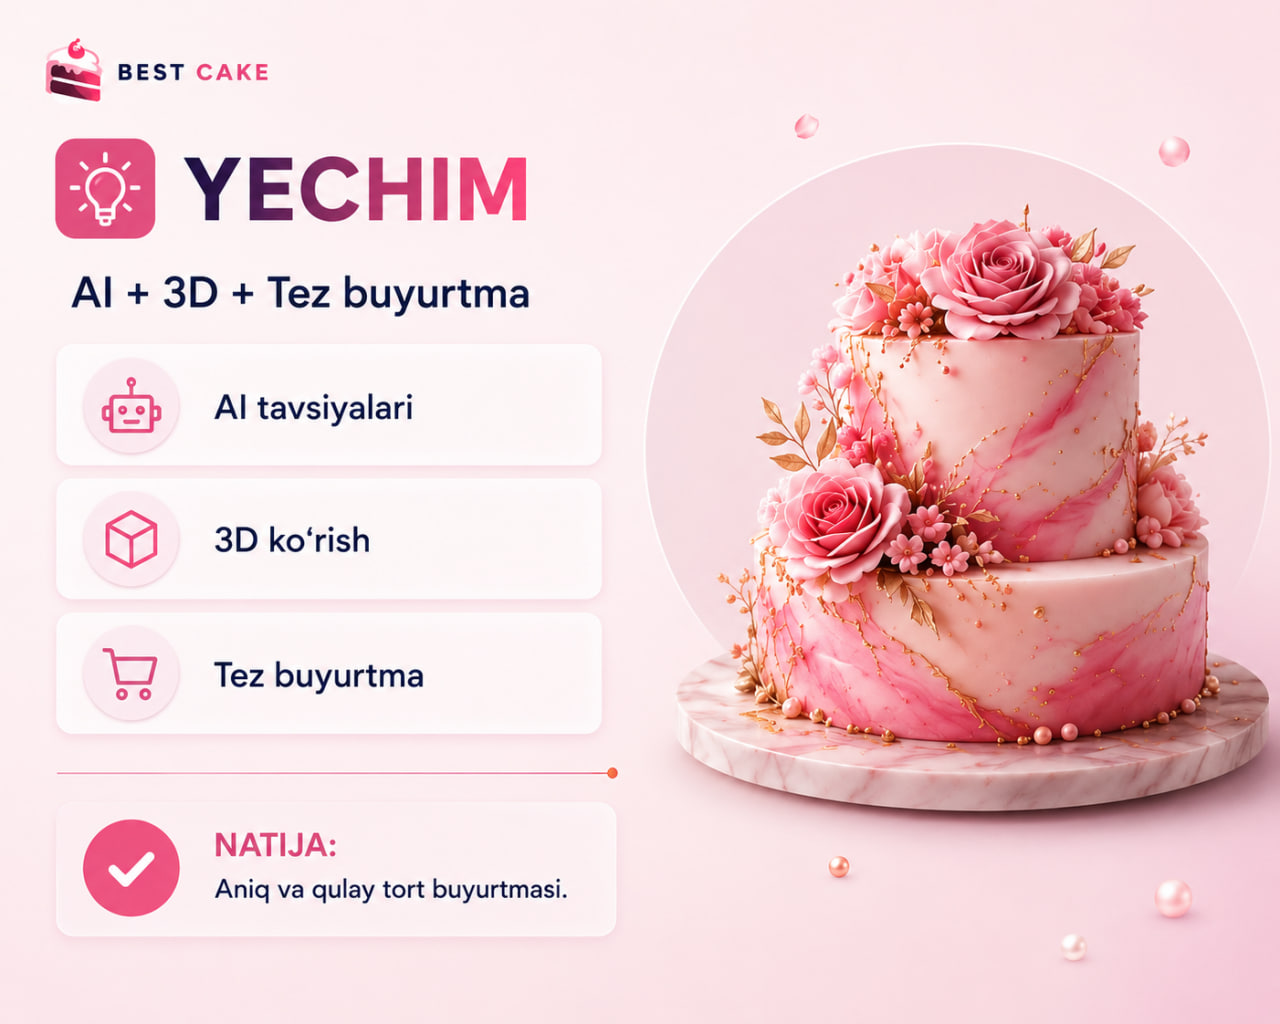 BEST CAKE
YECHIM
AI + 3D + Tez buyurtma
AI tavsiyalari
3D ko‘rish
Tez buyurtma
NATIJA:
Aniq va qulay tort buyurtmasi.